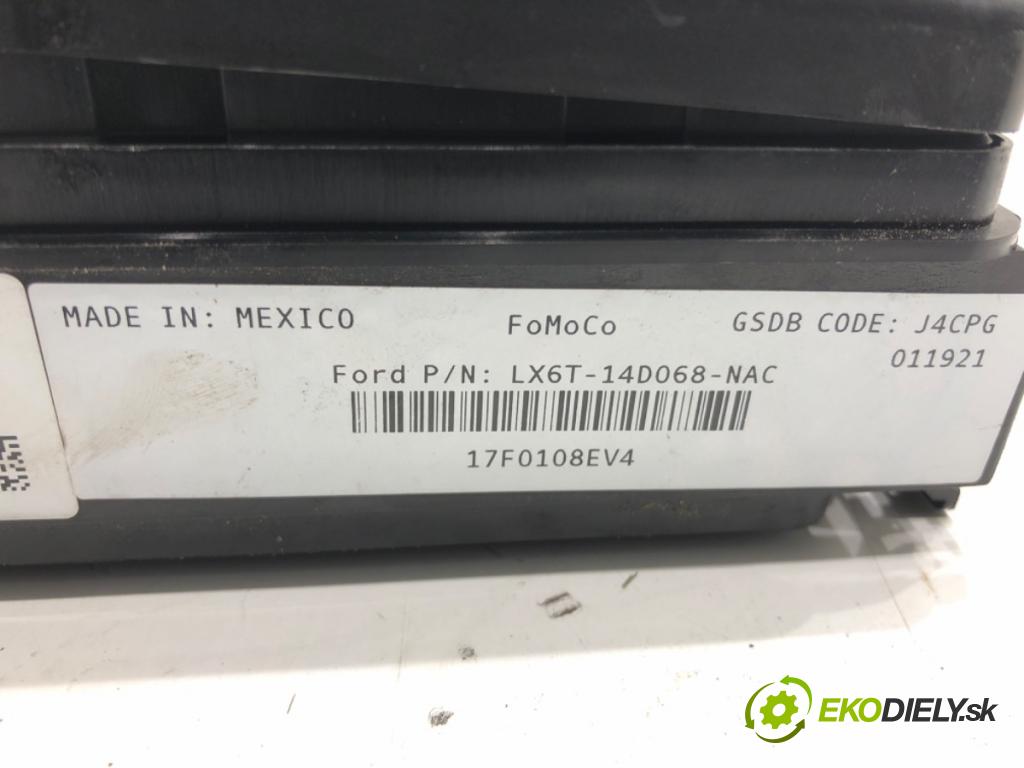 MADE IN: MEXICO
FoMoCo
GSDB CODE: J4CPG
011921
Ford P/N: LX6T-14D068-NAC
17F0108EV4
EKODIELY.sk